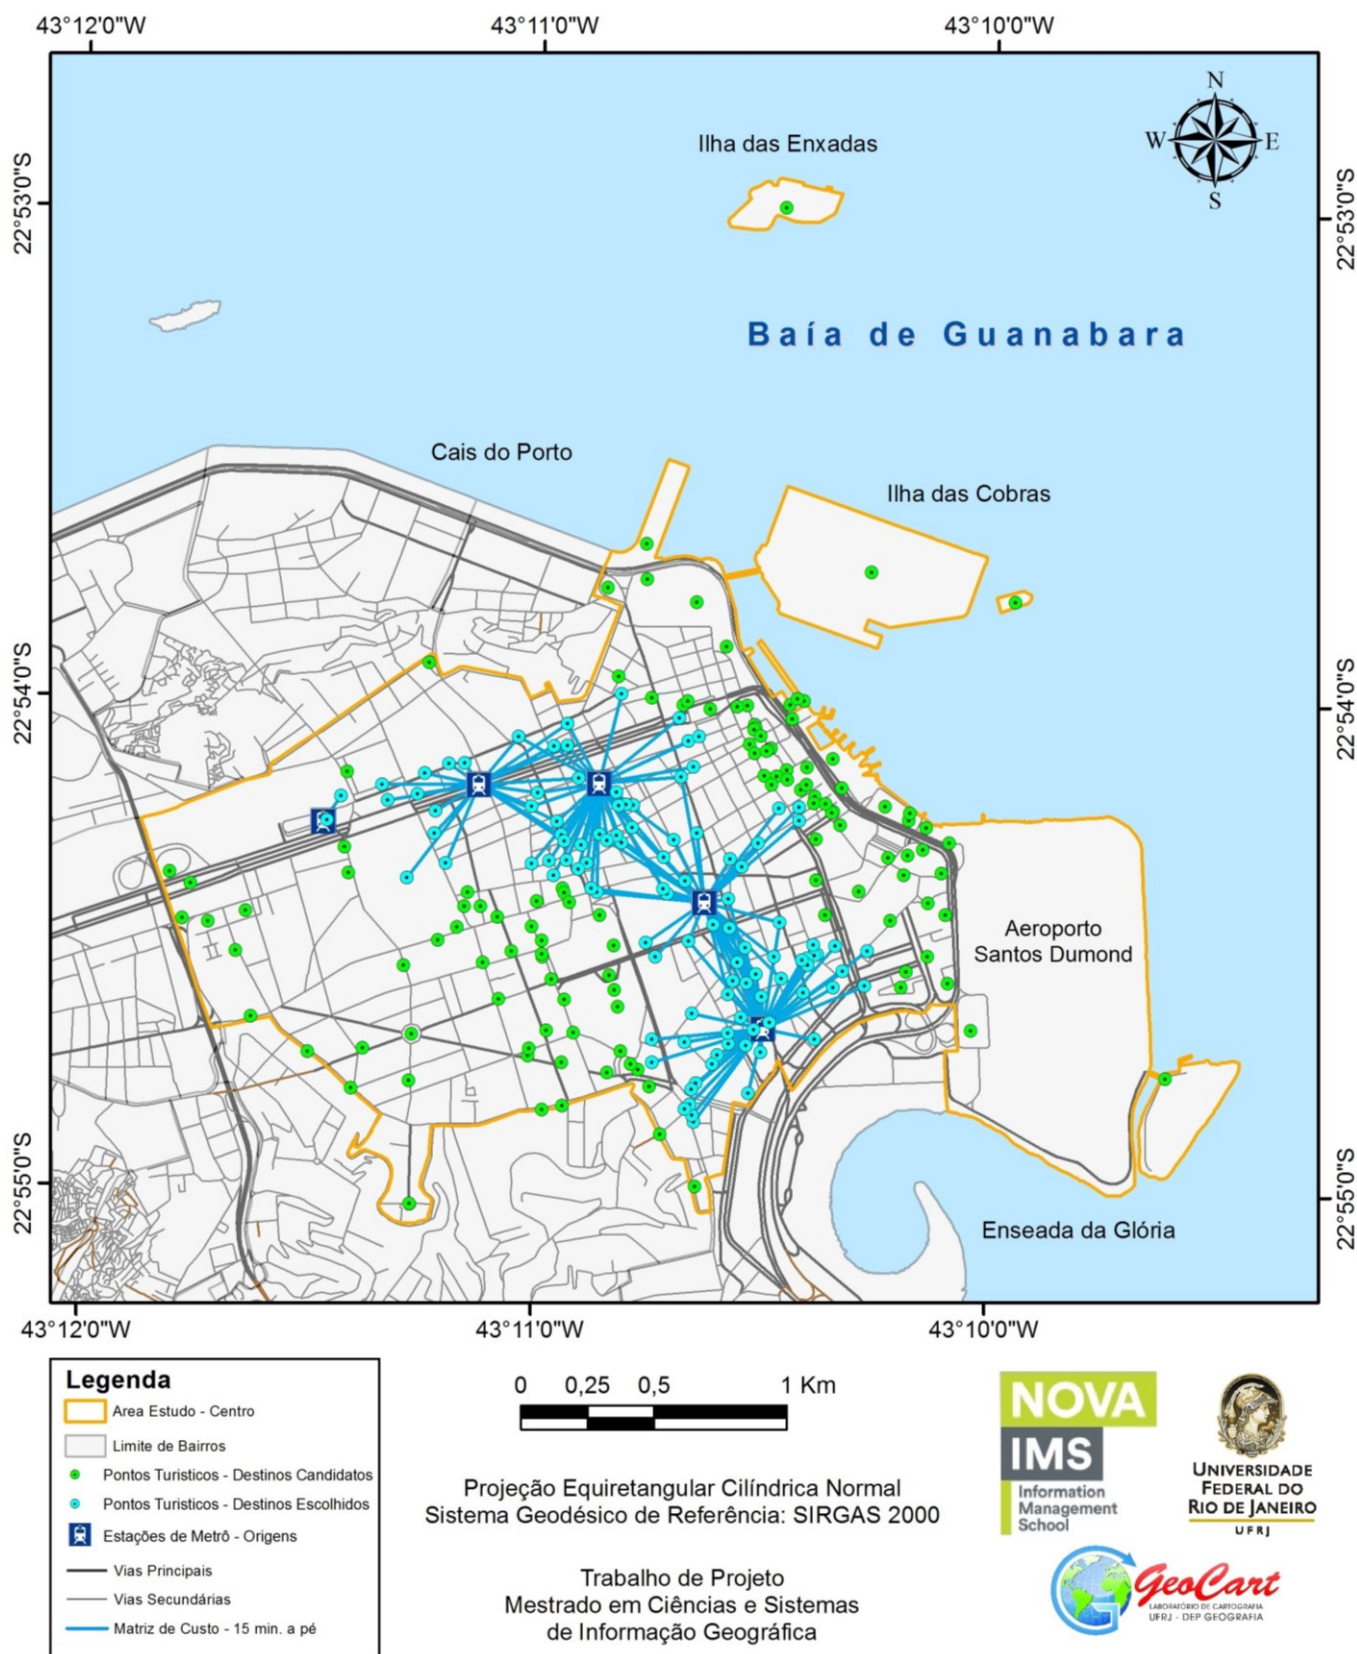 43°12'0"W
43°11'0"W
43°10'0"W
N
W
E
S
Ilha das Enxadas
22°53'0"S
22°53'0"S
Baía de Guanabara
Cais do Porto
Ilha das Cobras
22°54'0"S
22°54'0"S
Aeroporto
Santos Dumond
22°55'0"S
22°55'0"S
Enseada da Glória
43°12'0"W
43°11'0"W
43°10'0"W
Legenda
Area Estudo - Centro
Limite de Bairros
Pontos Turisticos - Destinos Candidatos
Pontos Turisticos - Destinos Escolhidos
Estações de Metrô - Origens
Vias Principais
Vias Secundárias
Matriz de Custo - 15 min. a pé
0 0,25 0,5 1 Km
Projeção Equiretangular Cilíndrica Normal
Sistema Geodésico de Referência: SIRGAS 2000
Trabalho de Projeto
Mestrado em Ciências e Sistemas
de Informação Geográfica
NOVA
IMS
Information
Management
School
UNIVERSIDADE
FEDERAL DO
RIO DE JANEIRO
UFRJ
GeoCart
LABORATÓRIO DE CARTOGRAFIA
UFRJ - DEP GEOGRAFIA